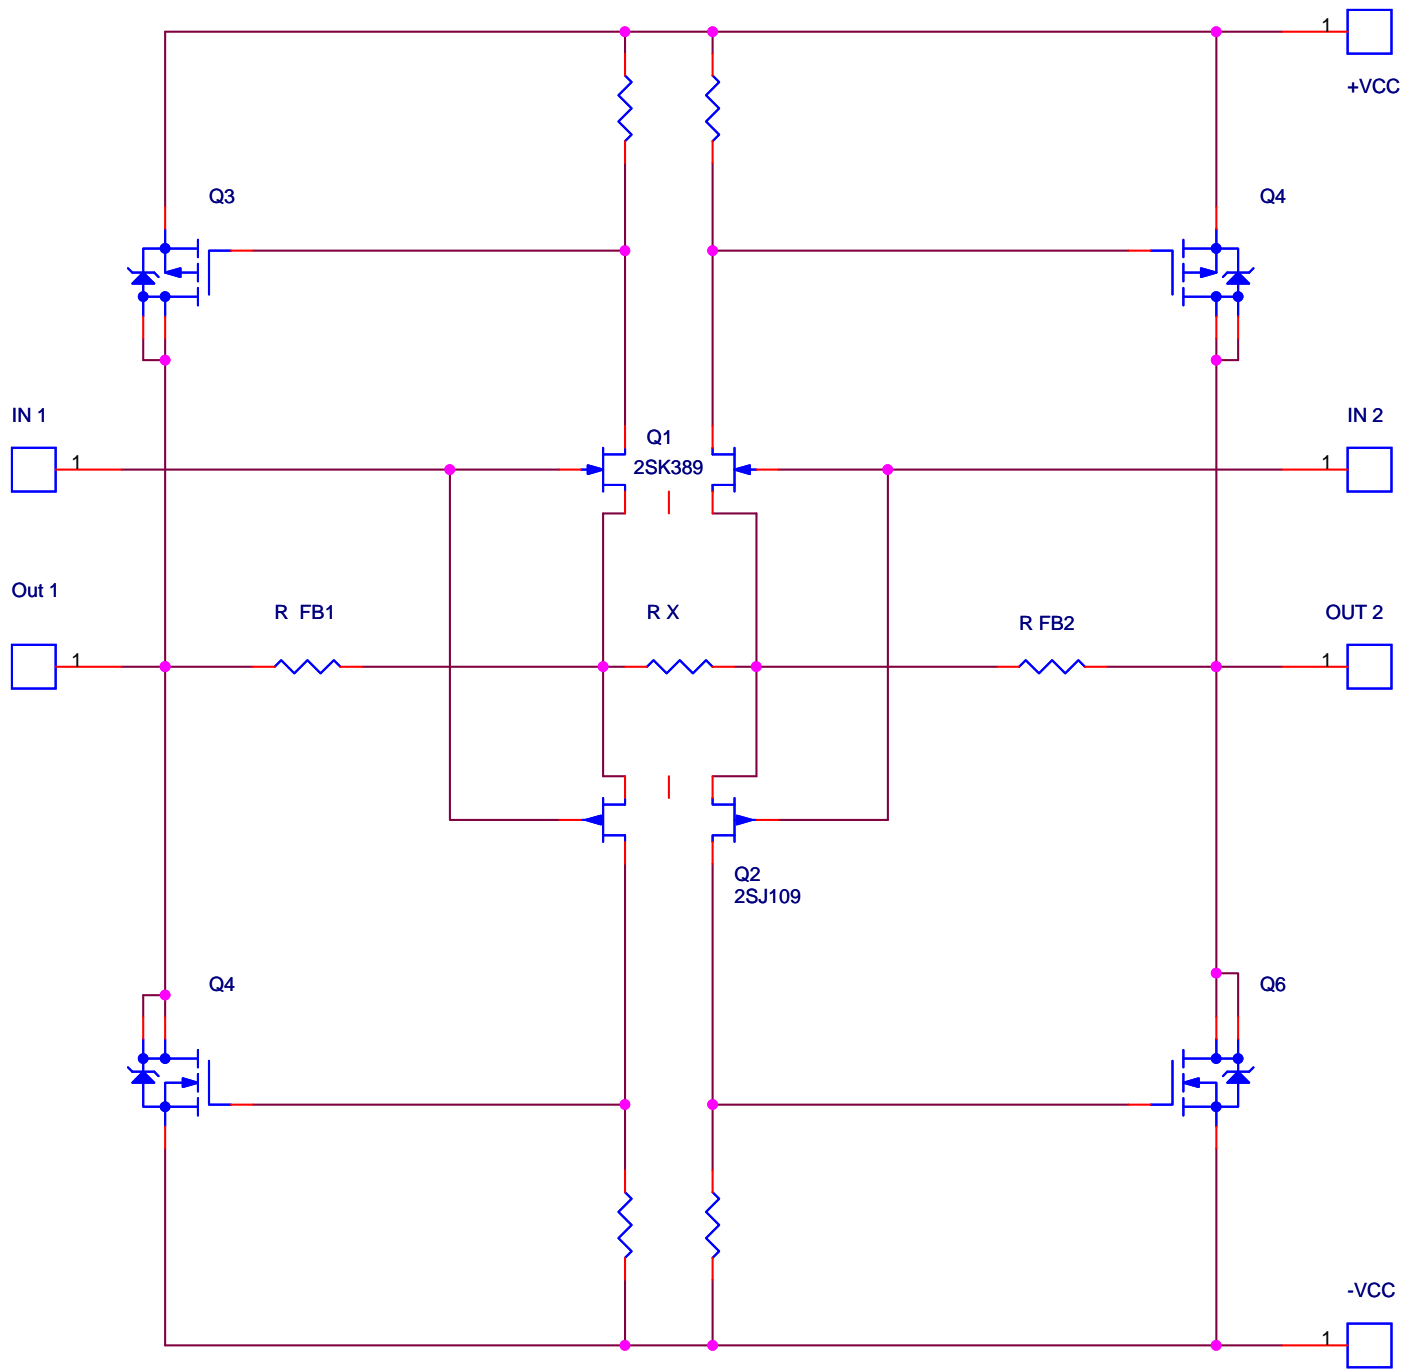 1
+VCC
Q3
Q4
IN 1
IN 2
Q1
1
2SK389
1
Out 1
R  FB1
R X
OUT 2
R FB2
1
1
Q2
2SJ109
Q4
Q6
-VCC
1